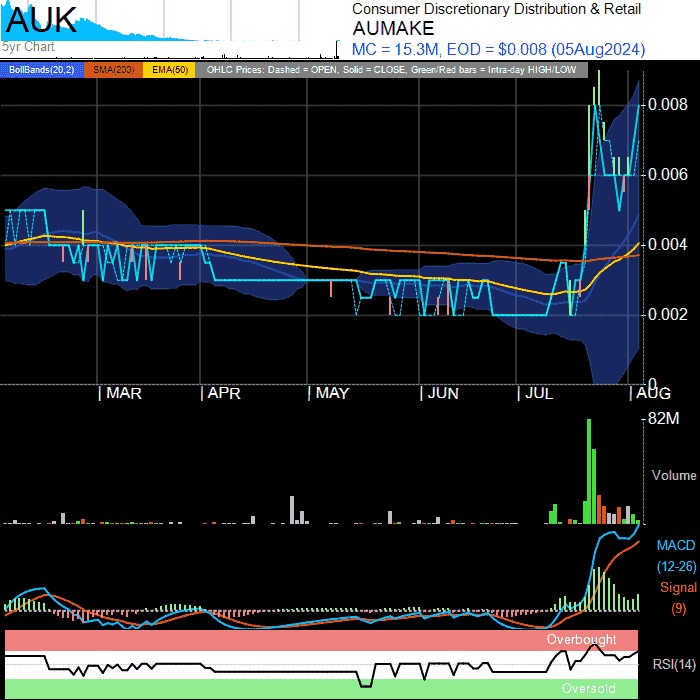 AUK
5yr Chart
Consumer Discretionary Distribution & Retail
AUMAKE
MC = 15.3M, EOD = $0.008 (05Aug2024)
BollBands(20,2) SMA(200) EMA(50) OHLC Prices: Dashed = OPEN, Solid = CLOSE, Green/Red bars = Intra-day HIGH/LOW
0.008
0.006
0.004
0.002
0
| MAR | APR | MAY | JUN | JUL | AUG
82M
Volume
MACD
(12-26)
Signal
(9)
Overbought
RSI(14)
Oversold